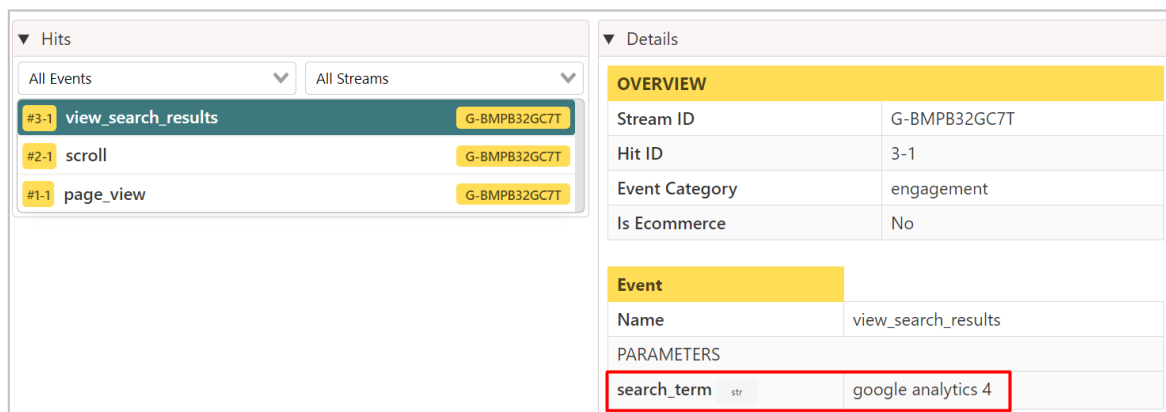 ▼ Hits
All Events
All Streams
#3-1 view_search_results G-BMPB32GC7T
#2-1 scroll G-BMPB32GC7T
#1-1 page_view G-BMPB32GC7T
▼ Details
OVERVIEW
Stream ID G-BMPB32GC7T
Hit ID 3-1
Event Category engagement
Is Ecommerce No
Event
Name view_search_results
PARAMETERS
search_term str google analytics 4